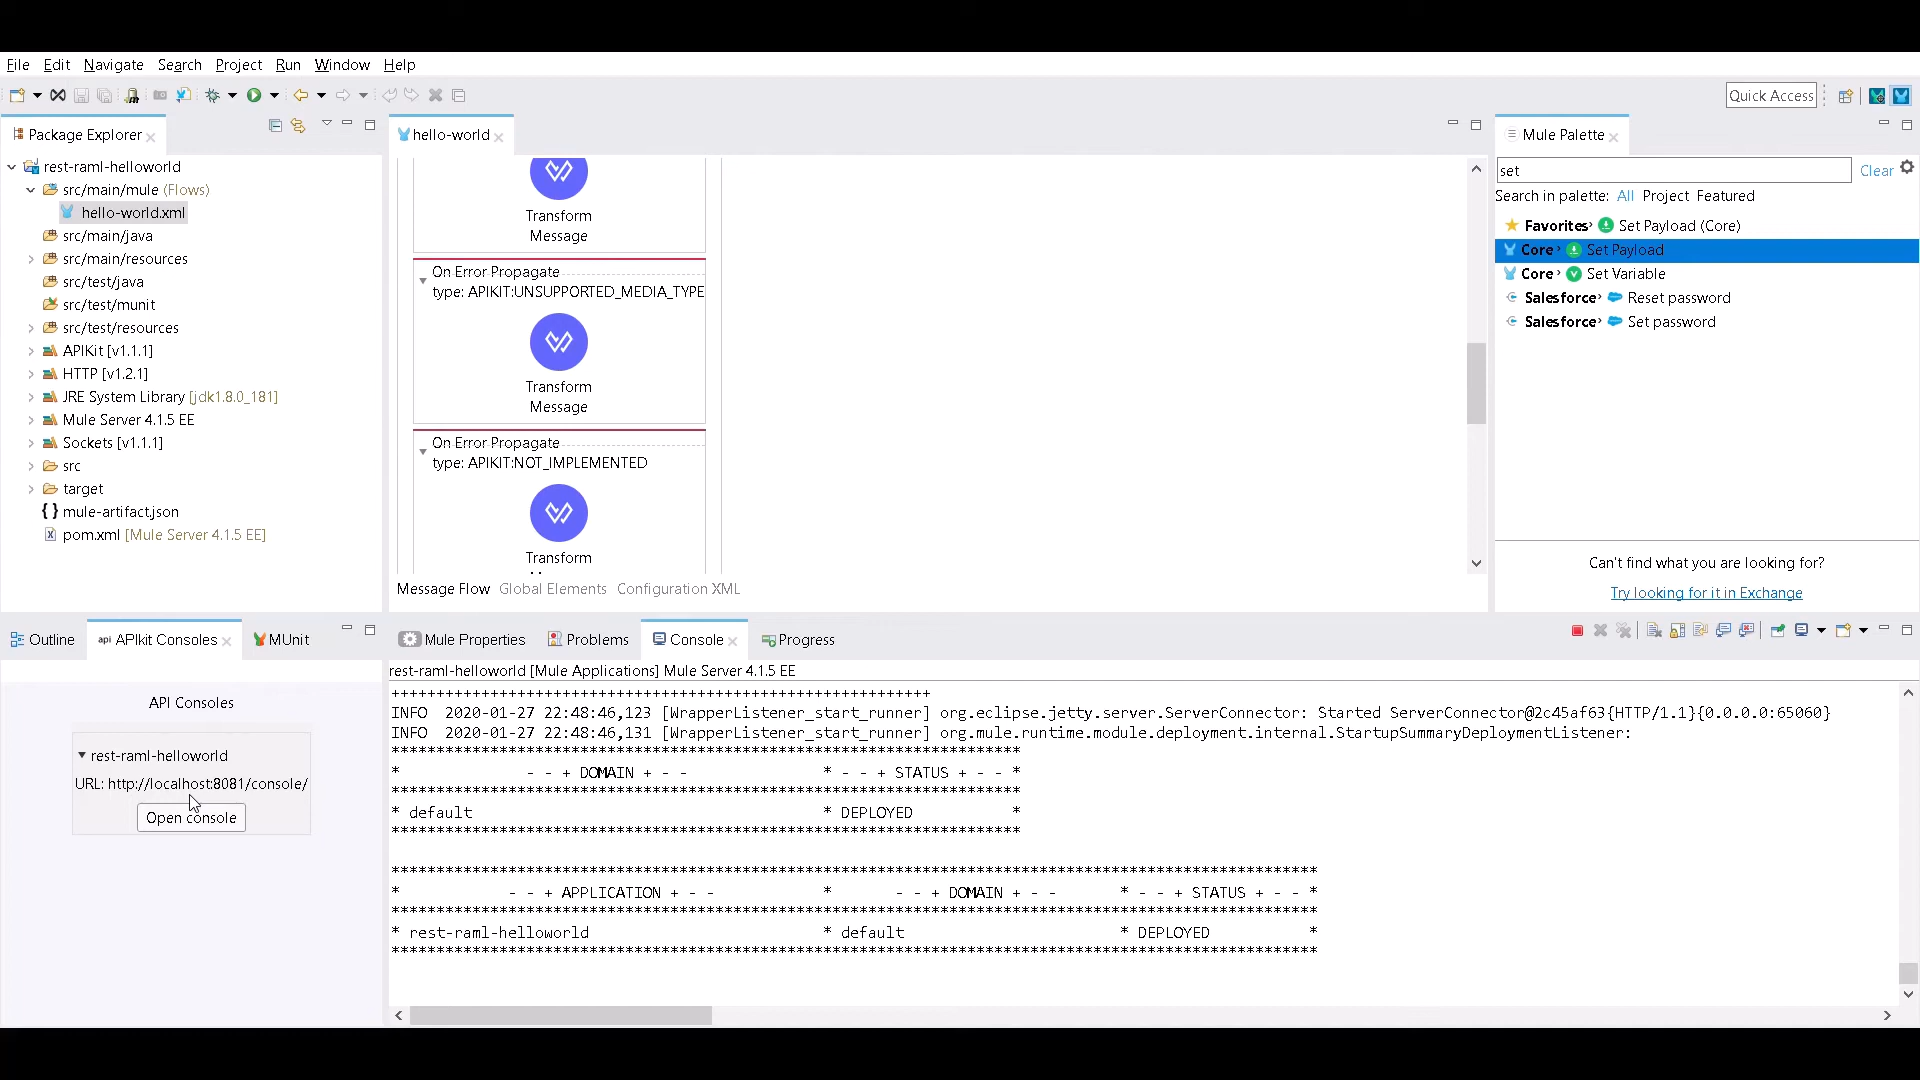 File Edit Navigate Search Project Run Window Help
Quick Access
Package Explorer
rest-raml-helloworld
src/main/mule (Flows)
hello-world.xml
src/main/java
src/main/resources
src/test/java
src/test/munit
src/test/resources
APIKit [v1.1.1]
HTTP [v1.2.1]
JRE System Library [jdk1.8.0_181]
Mule Server 4.1.5 EE
Sockets [v1.1.1]
src
target
mule-artifact.json
pom.xml [Mule Server 4.1.5 EE]
hello-world
Transform
Message
On Error Propagate
type: APIKIT:UNSUPPORTED_MEDIA_TYPE
Transform
Message
On Error Propagate
type: APIKIT:NOT_IMPLEMENTED
Transform
Message Flow Global Elements Configuration XML
Mule Palette
set
Clear
Search in palette: All Project Featured
Favorites› Set Payload (Core)
Core› Set Payload
Core› Set Variable
Salesforce› Reset password
Salesforce› Set password
Can't find what you are looking for?
Try looking for it in Exchange
Outline api APIkit Consoles MUnit
API Consoles
rest-raml-helloworld
URL: http://localhost:8081/console/
Open console
Mule Properties Problems Console Progress
rest-raml-helloworld [Mule Applications] Mule Server 4.1.5 EE
++++++++++++++++++++++++++++++++++++++++++++++++++++++++++++
INFO  2020-01-27 22:48:46,123 [WrapperListener_start_runner] org.eclipse.jetty.server.ServerConnector: Started ServerConnector@2c45af63{HTTP/1.1}{0.0.0.0:65060}
INFO  2020-01-27 22:48:46,131 [WrapperListener_start_runner] org.mule.runtime.module.deployment.internal.StartupSummaryDeploymentListener:
**********************************************************************
* - - + DOMAIN + - - * - - + STATUS + - - *
**********************************************************************
* default * DEPLOYED *
**********************************************************************
*******************************************************************************************************
* - - + APPLICATION + - - * - - + DOMAIN + - - * - - + STATUS + - - *
*******************************************************************************************************
* rest-raml-helloworld * default * DEPLOYED *
*******************************************************************************************************